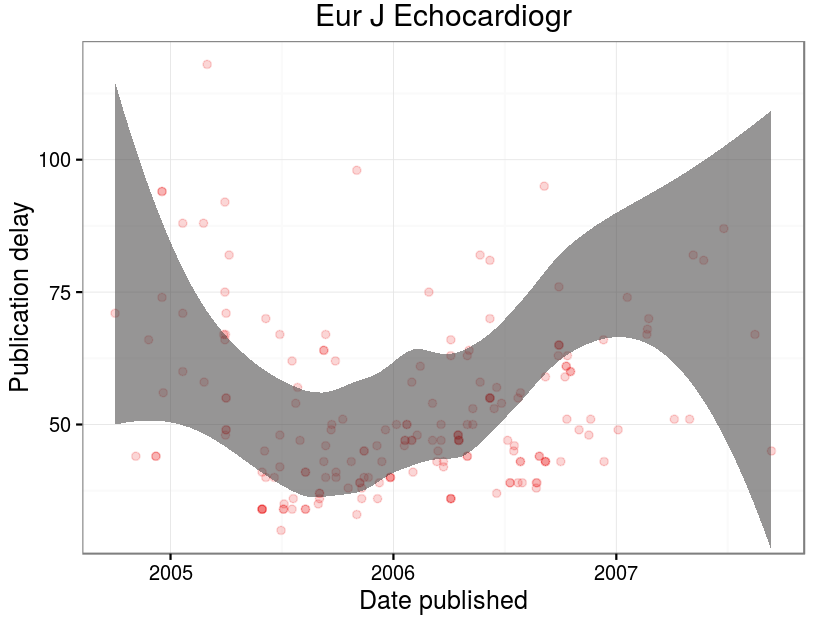 Eur J Echocardiogr
Publication delay
100
75
50
2005 2006 2007
Date published